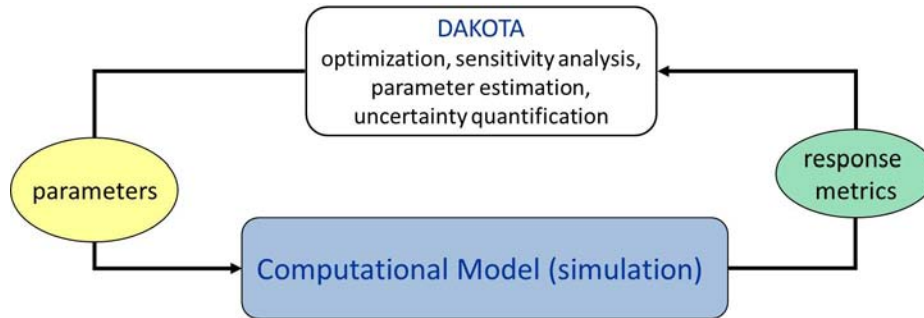 DAKOTA
optimization, sensitivity analysis,
parameter estimation,
uncertainty quantification
parameters
response
metrics
Computational Model (simulation)